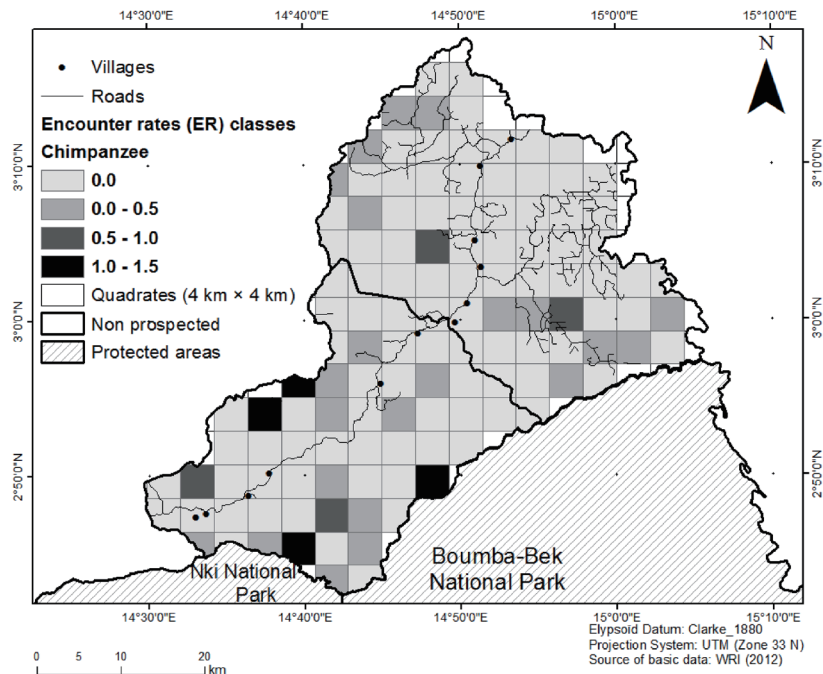 14°30'0"E 14°40'0"E 14°50'0"E 15°0'0"E 15°10'0"E
N
Villages
Roads
Encounter rates (ER) classes
Chimpanzee
0.0
0.0 - 0.5
0.5 - 1.0
1.0 - 1.5
Quadrates (4 km × 4 km)
Non prospected
Protected areas
3°10'0"N 3°10'0"N
3°0'0"N 3°0'0"N
2°50'0"N 2°50'0"N
Nki National
Park
Boumba-Bek
National Park
14°30'0"E 14°40'0"E 14°50'0"E 15°0'0"E 15°10'0"E
0 5 10 20
km
Elypsoid Datum: Clarke_1880
Projection System: UTM (Zone 33 N)
Source of basic data: WRI (2012)